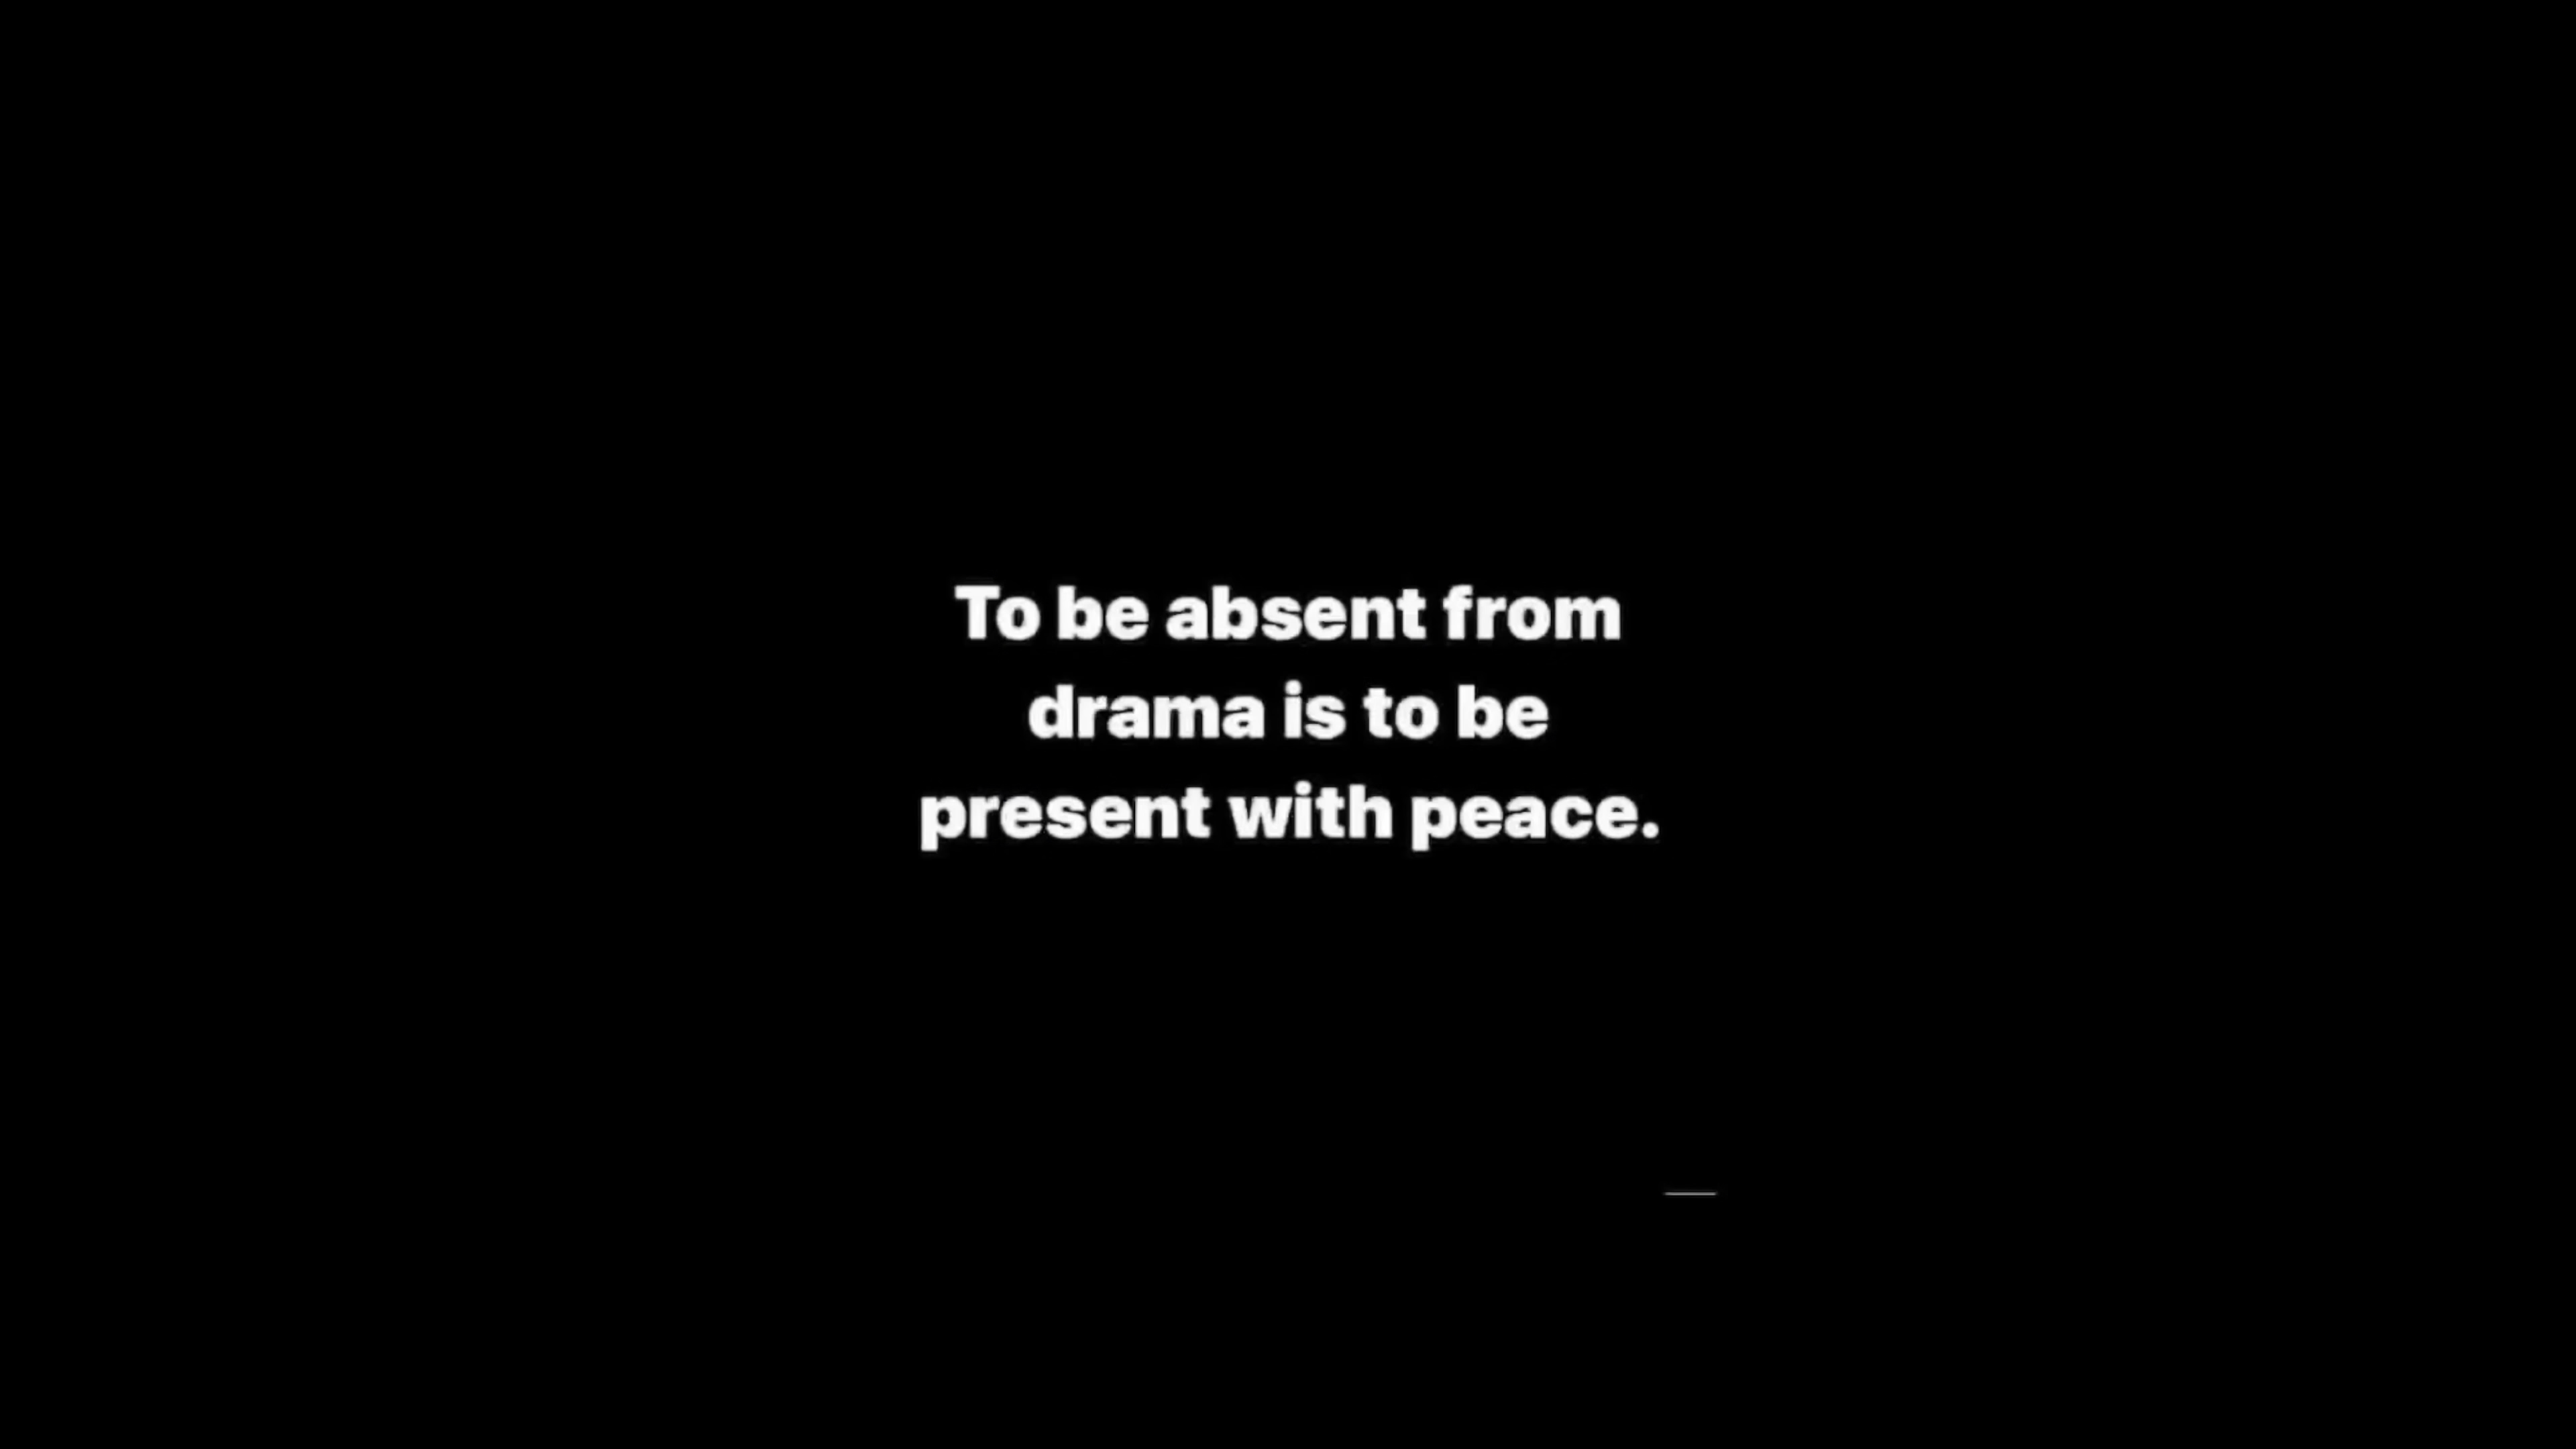 To be absent from
drama is to be
present with peace.